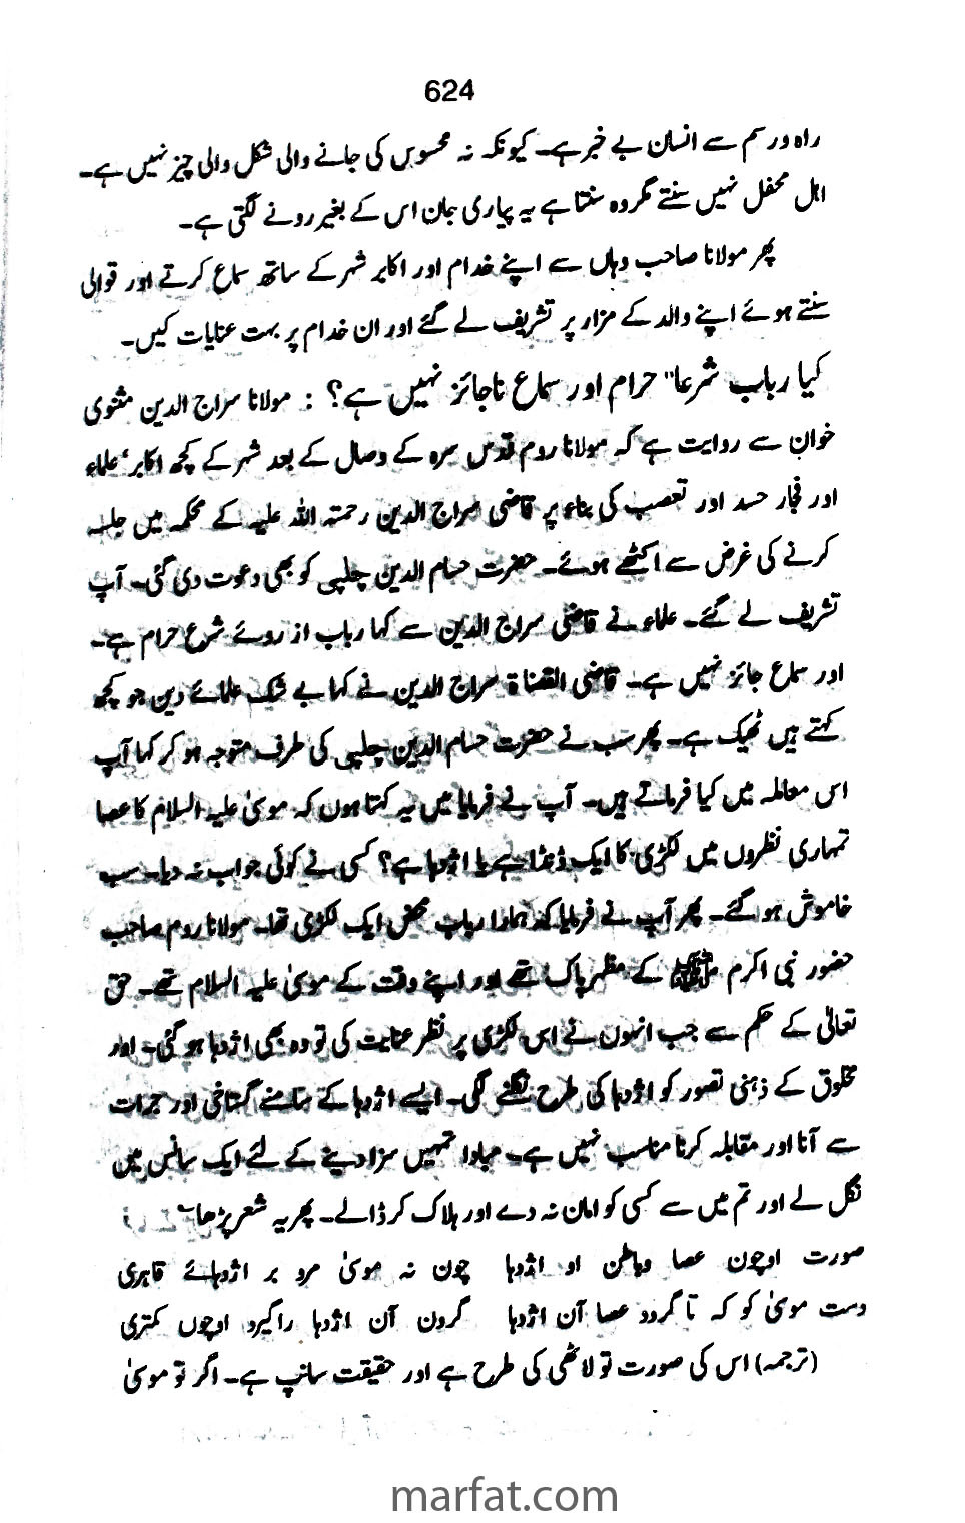 624
راہ و رسم سے انسان بے خبر ہے۔ کیونکہ نہ محسوس کی جانے والی شکل والی چیز نہیں ہے۔
اہل محفل نہیں سنتے مگر وہ سنتا ہے یہ پیاری جان اس کے بغیر رونے لگتی ہے۔
پھر مولانا صاحب وہاں سے اپنے خدام اور اکابر شہر کے ساتھ سماع کرتے اور قوالی
سنتے ہوئے اپنے والد کے مزار پر تشریف لے گئے اور ان خدام پر بہت عنایات کیں۔
کیا رباب شرعا" حرام اور سماع ناجائز نہیں ہے؟ : مولانا سراج الدین مثنوی
خوان سے روایت ہے کہ مولانا روم قدس سرہ کے وصال کے بعد شہر کے کچھ اکابر' علماء
اور فجار حسد اور تعصب کی بناء پر قاضی سراج الدین رحمتہ اللہ علیہ کے محکمہ میں جلسہ
کرنے کی غرض سے اکٹھے ہوئے۔ حضرت حسام الدین چلپی کو بھی دعوت دی گئی۔ آپ
تشریف لے گئے۔ علماء نے قاضی سراج الدین سے کہا رباب از روئے شرع حرام ہے۔
اور سماع جائز نہیں ہے۔ قاضی القضاۃ سراج الدین نے کہا بے شک علمائے دین جو کچھ
کہتے ہیں ٹھیک ہے۔ پھر سب نے حضرت حسام الدین چلپی کی طرف متوجہ ہو کر کہا آپ
اس معاملہ میں کیا فرماتے ہیں۔ آپ نے فرمایا میں یہ کہتا ہوں کہ موسیٰ علیہ السلام کا عصا
تمہاری نظروں میں لکڑی کا ایک ڈنڈا ہے یا اژدہا ہے؟ کسی نے کوئی جواب نہ دیا۔ سب
خاموش ہو گئے۔ پھر آپ نے فرمایا کہ ہمارا رباب محض ایک لکڑی تھا۔ مولانا روم صاحب
حضور نبی اکرم ﷺ کے مظہر پاک تھے اور اپنے وقت کے موسیٰ علیہ السلام تھے۔ حق
تعالیٰ کے حکم سے جب انہوں نے اس لکڑی پر نظر عنایت کی تو وہ بھی اژدہا ہو گئی۔ اور
مخلوق کے ذہنی تصور کو اژدہا کی طرح نگلنے لگی۔ ایسے اژدہا کے سامنے گستاخی اور جرات
سے آنا اور مقابلہ کرنا مناسب نہیں ہے۔ مبادا تمہیں سزا دینے کے لئے ایک سانس میں
نگل لے اور تم میں سے کسی کو امان نہ دے اور ہلاک کر ڈالے۔ پھر یہ شعر پڑھا۔
صورت اوچون عصا وباطن او اژدہا چون نہ موسیٰ مرد بر اژدہائے قاہری
دست موسیٰ کو کہ تا گردد عصا آن اژدہا گردن آن اژدہا راگیرد اوچوں کمتری
(ترجمہ) اس کی صورت تو لاٹھی کی طرح ہے اور حقیقت سانپ ہے۔ اگر تو موسیٰ
marfat.com